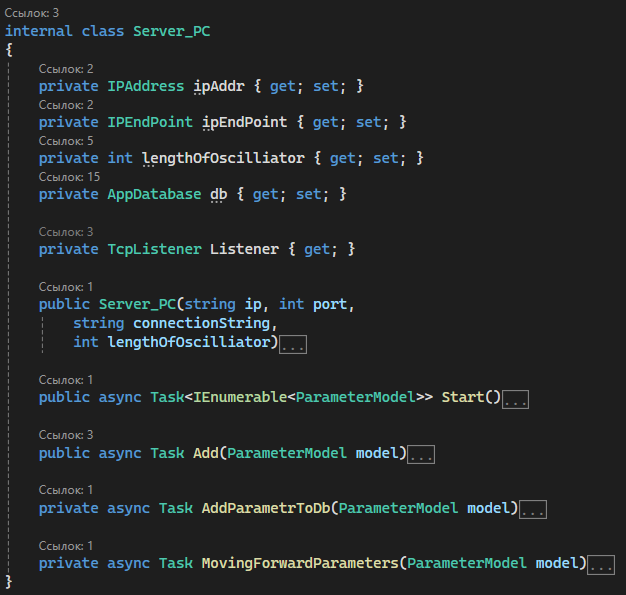 Ссылок: 3
internal class Server_PC
{
Ссылок: 2
private IPAddress ipAddr { get; set; }
Ссылок: 2
private IPEndPoint ipEndPoint { get; set; }
Ссылок: 5
private int lengthOfOscilliator { get; set; }
Ссылок: 15
private AppDatabase db { get; set; }
Ссылок: 3
private TcpListener Listener { get; }
Ссылок: 1
public Server_PC(string ip, int port,
string connectionString,
int lengthOfOscilliator)...
Ссылок: 1
public async Task<IEnumerable<ParameterModel>> Start()...
Ссылок: 3
public async Task Add(ParameterModel model)...
Ссылок: 1
private async Task AddParametrToDb(ParameterModel model)...
Ссылок: 1
private async Task MovingForwardParameters(ParameterModel model)...
}